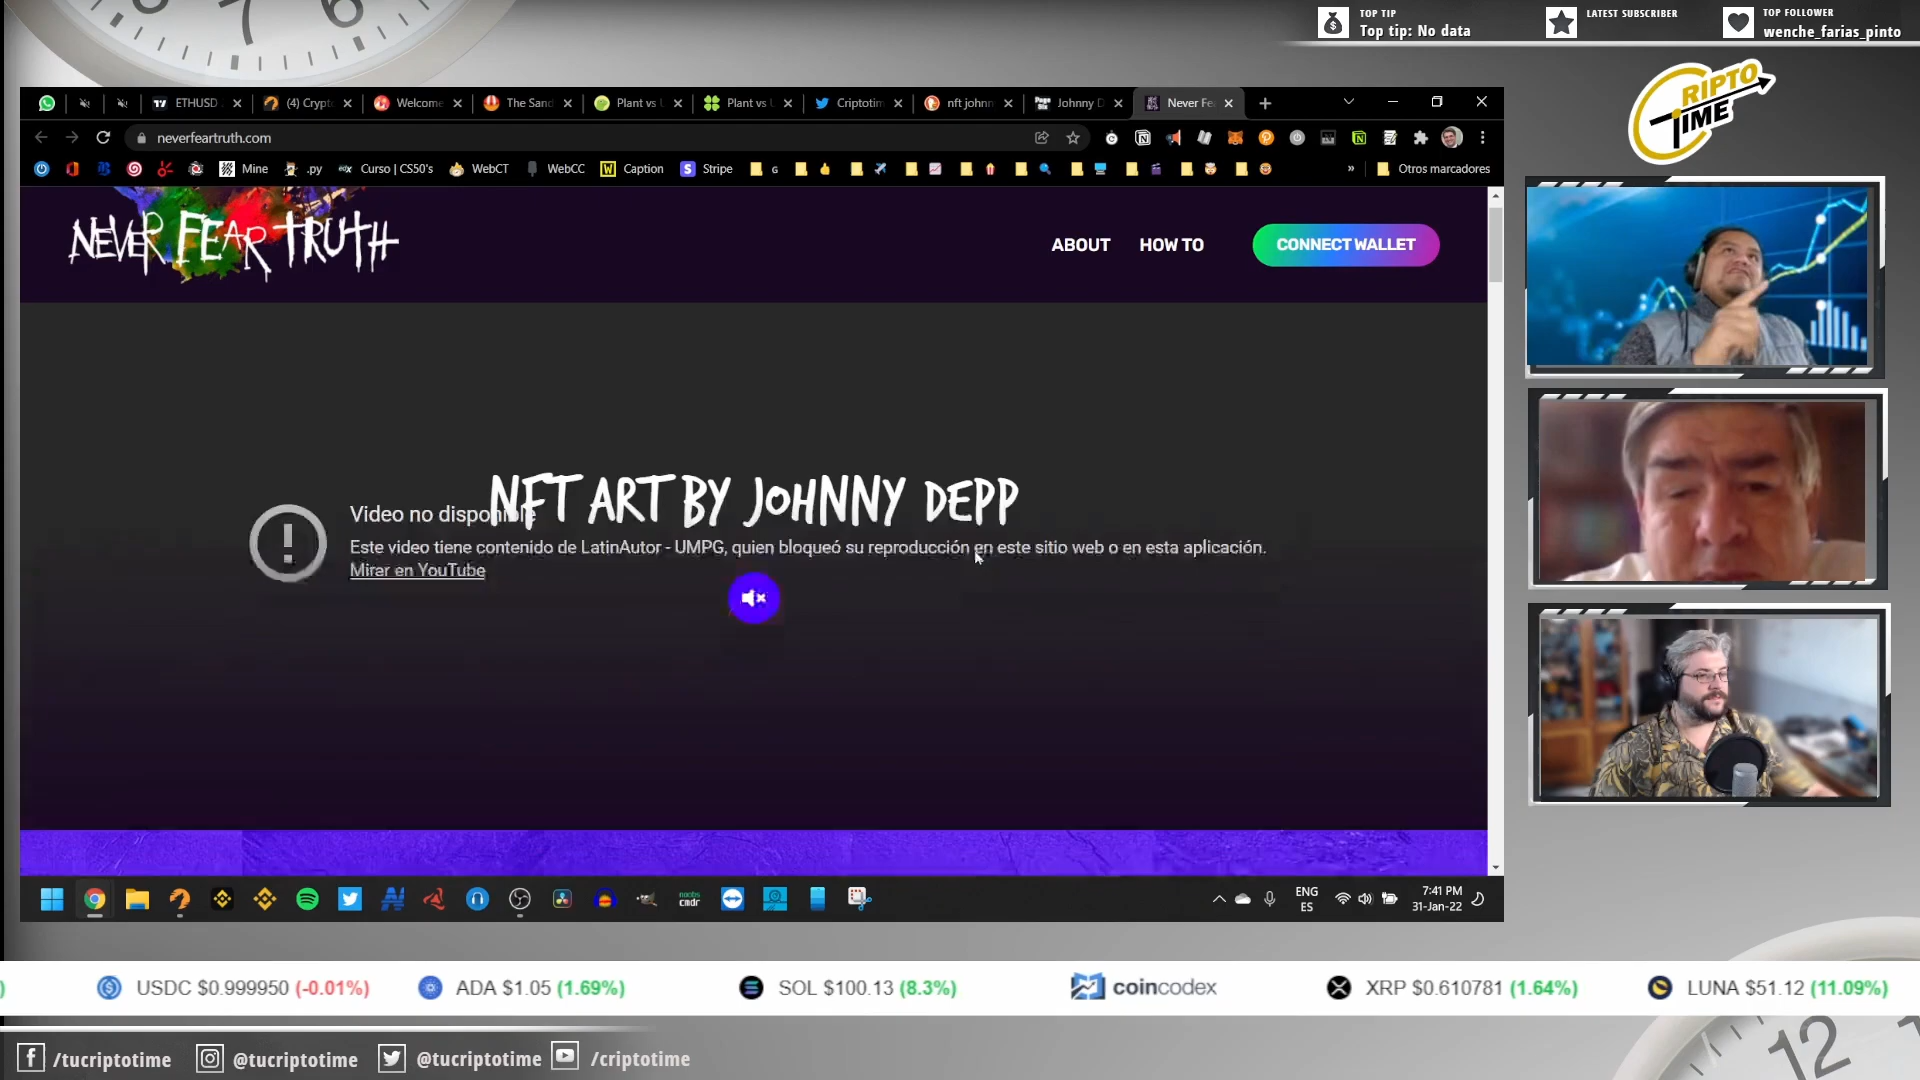 TOP TIP
Top tip: No data
LATEST SUBSCRIBER
TOP FOLLOWER
wenche_farias_pinto
CRIPTO
TIME
ETHUSD
(4) Crypt
Welcome
The Sand
Plant vs
Plant vs
Criptotim
nft johnn
Johnny D
Never Fe
neverfeartruth.com
Mine
.py
Curso | CS50's
WebCT
WebCC
Caption
Stripe
G
»
Otros marcadores
NEVER FEAR TRUTH
ABOUT
HOW TO
CONNECT WALLET
NFT ART BY JOHNNY DEPP
Video no disponible
Este video tiene contenido de LatinAutor - UMPG, quien bloqueó su reproducción en este sitio web o en esta aplicación.
Mirar en YouTube
noobs
cmdr
ENG
ES
7:41 PM
31-Jan-22
USDC $0.999950 (-0.01%)
ADA $1.05 (1.69%)
SOL $100.13 (8.3%)
coincodex
XRP $0.610781 (1.64%)
LUNA $51.12 (11.09%)
/tucriptotime
@tucriptotime
@tucriptotime
/criptotime
7
6
12